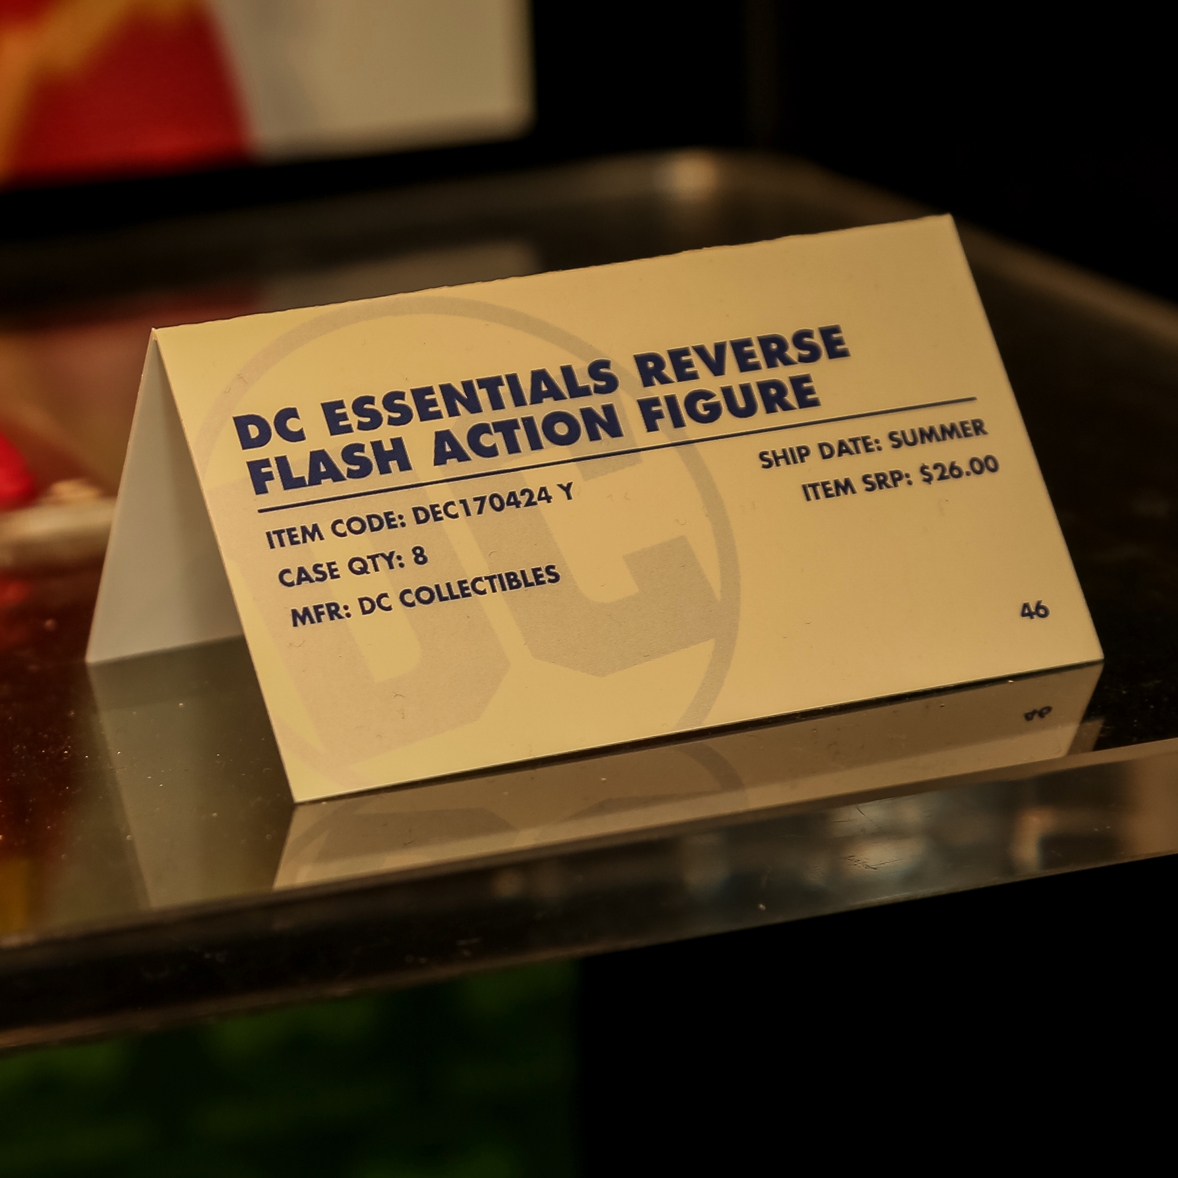 DC ESSENTIALS REVERSE
FLASH ACTION FIGURE
ITEM CODE: DEC170424 Y
CASE QTY: 8
MFR: DC COLLECTIBLES
SHIP DATE: SUMMER
ITEM SRP: $26.00
46
DC